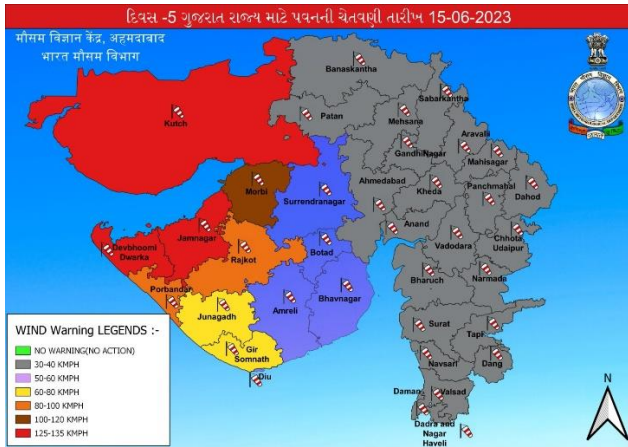 દિવસ -5 ગુજરાત રાજ્ય માટે પવનની ચેતવણી તારીખ 15-06-2023
मौसम विज्ञान केंद्र, अहमदाबाद
भारत मौसम विभाग
Banaskantha
Kutch
Patan
Mehsana
Sabarkantha
Aravalli
Gandhi Nagar
Mahisagar
Morbi
Surrendranagar
Ahmedabad
Kheda
Panchmahal
Dahod
Devbhoomi
Dwarka
Jamnagar
Rajkot
Botad
Anand
Vadodara
Chhota
Udaipur
Porbandar
Junagadh
Amreli
Bhavnagar
Bharuch
Narmada
Gir
Somnath
Diu
Surat
Tapi
Navsari
Dang
Daman
Valsad
Dadra and
Nagar
Haveli
WIND Warning LEGENDS :-
NO WARNING(NO ACTION)
30-40 KMPH
50-60 KMPH
60-80 KMPH
80-100 KMPH
100-120 KMPH
125-135 KMPH
N